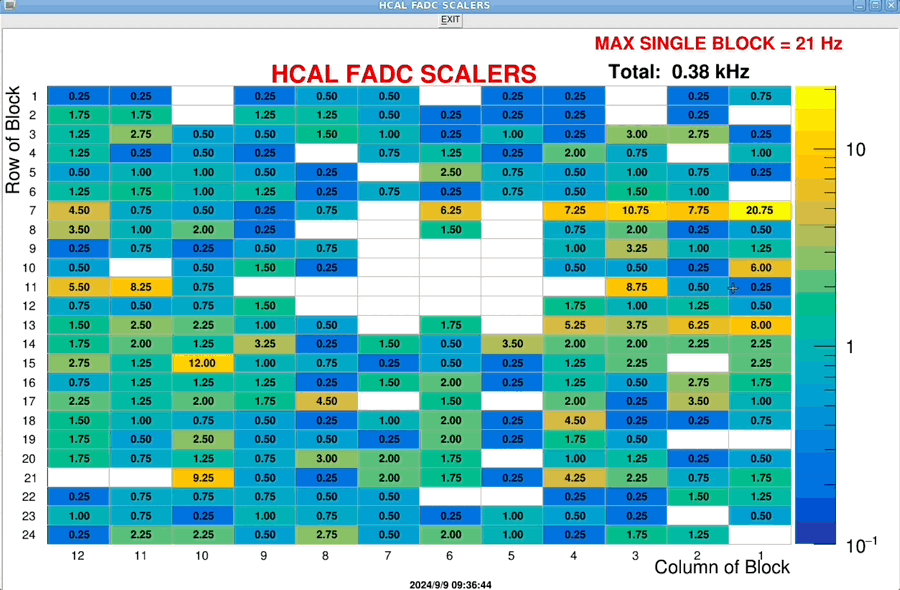 HCAL FADC SCALERS
EXIT
MAX SINGLE BLOCK = 21 Hz
HCAL FADC SCALERS
Total: 0.38 kHz
Row of Block
1 0.25 0.25 0.25 0.50 0.50 0.25 0.25 0.25 0.75
2 1.75 1.75 1.25 1.25 0.50 0.25 0.25 0.25 0.25
3 1.25 2.75 0.50 0.50 1.50 1.00 0.25 1.00 0.25 3.00 2.75 0.25
4 1.25 0.25 0.50 0.25 0.75 1.25 0.25 2.00 0.75 1.00
5 0.50 1.00 1.00 0.50 0.25 2.50 0.75 0.50 1.00 0.75 0.25
6 1.25 1.75 1.00 1.25 0.25 0.75 0.25 0.75 0.50 1.50 1.00
7 4.50 0.75 0.50 0.25 0.75 6.25 7.25 10.75 7.75 20.75
8 3.50 1.00 2.00 0.25 1.50 0.75 2.00 0.25 0.50
9 0.25 0.75 0.25 0.50 0.75 1.00 3.25 1.00 1.25
10 0.50 0.50 1.50 0.25 0.50 0.50 0.25 6.00
11 5.50 8.25 0.75 8.75 0.50 0.25
12 0.75 0.50 0.75 1.50 1.75 1.00 1.25 0.50
13 1.50 2.50 2.25 1.00 0.50 1.75 5.25 3.75 6.25 8.00
14 1.75 2.00 1.25 3.25 0.25 1.50 0.50 3.50 2.00 2.00 2.25 2.25
15 2.75 1.25 12.00 1.00 0.75 0.25 0.50 0.25 1.25 2.25 2.25
16 0.75 1.25 1.25 1.25 0.25 1.50 2.00 0.25 1.25 0.50 2.75 1.75
17 2.25 1.25 2.00 1.75 4.50 1.50 2.00 0.25 3.50 1.00
18 1.50 1.00 0.75 0.50 0.25 1.00 2.00 0.25 4.50 0.25 0.25 0.75
19 1.75 0.50 2.50 0.50 0.50 0.25 2.00 0.25 1.75 0.50
20 1.75 0.75 1.25 0.75 3.00 2.00 1.75 1.00 1.25 0.25 0.50
21 9.25 0.50 0.25 2.00 1.75 0.25 4.25 2.25 0.75 1.75
22 0.25 0.75 0.75 0.75 0.50 0.50 0.25 0.25 1.50 1.25
23 1.00 0.75 0.25 1.00 0.75 0.50 0.25 1.00 0.50 0.25 0.50
24 0.25 2.25 2.25 0.50 2.75 0.50 2.00 1.00 0.25 1.75 1.25
12 11 10 9 8 7 6 5 4 3 2 1
Column of Block
10
1
10−1
2024/9/9 09:36:44